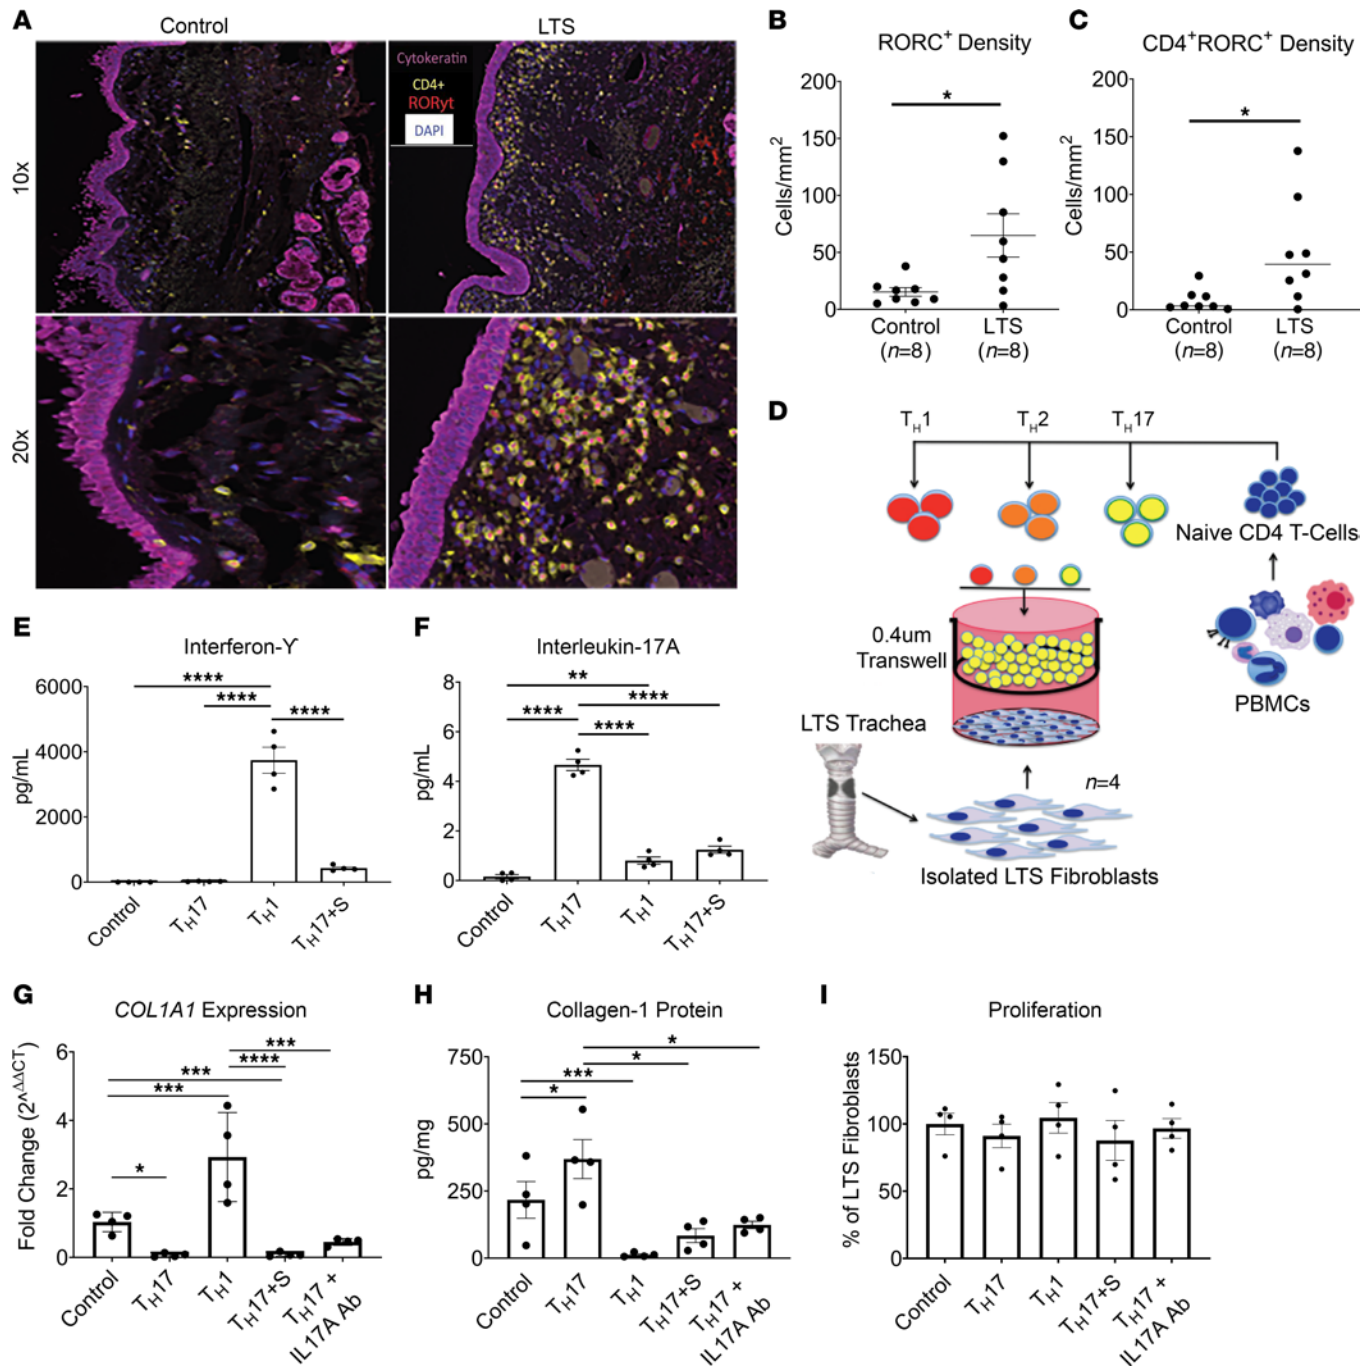 A
Control
LTS
10x
20x
Cytokeratin
CD4+
RORyt
DAPI
B
RORC+ Density
Cells/mm2
200
150
100
50
0
*
Control
(n=8)
LTS
(n=8)
C
CD4+RORC+ Density
Cells/mm2
200
150
100
50
0
*
Control
(n=8)
LTS
(n=8)
D
TH1
TH2
TH17
Naive CD4 T-Cells
0.4um
Transwell
PBMCs
LTS Trachea
n=4
Isolated LTS Fibroblasts
E
Interferon-ϒ
pg/mL
6000
4000
2000
0
****
****
****
Control
TH17
TH1
TH17+S
F
Interleukin-17A
pg/mL
8
6
4
2
0
**
****
****
****
Control
TH17
TH1
TH17+S
G
COL1A1 Expression
Fold Change (2^ΔΔCT)
6
4
2
0
***
****
***
***
*
Control
TH17
TH1
TH17+S
TH17 +
IL17A Ab
H
Collagen-1 Protein
pg/mg
750
500
250
0
*
*
***
*
Control
TH17
TH1
TH17+S
TH17 +
IL17A Ab
I
Proliferation
% of LTS Fibroblasts
150
100
50
0
Control
TH17
TH1
TH17+S
TH17 +
IL17A Ab